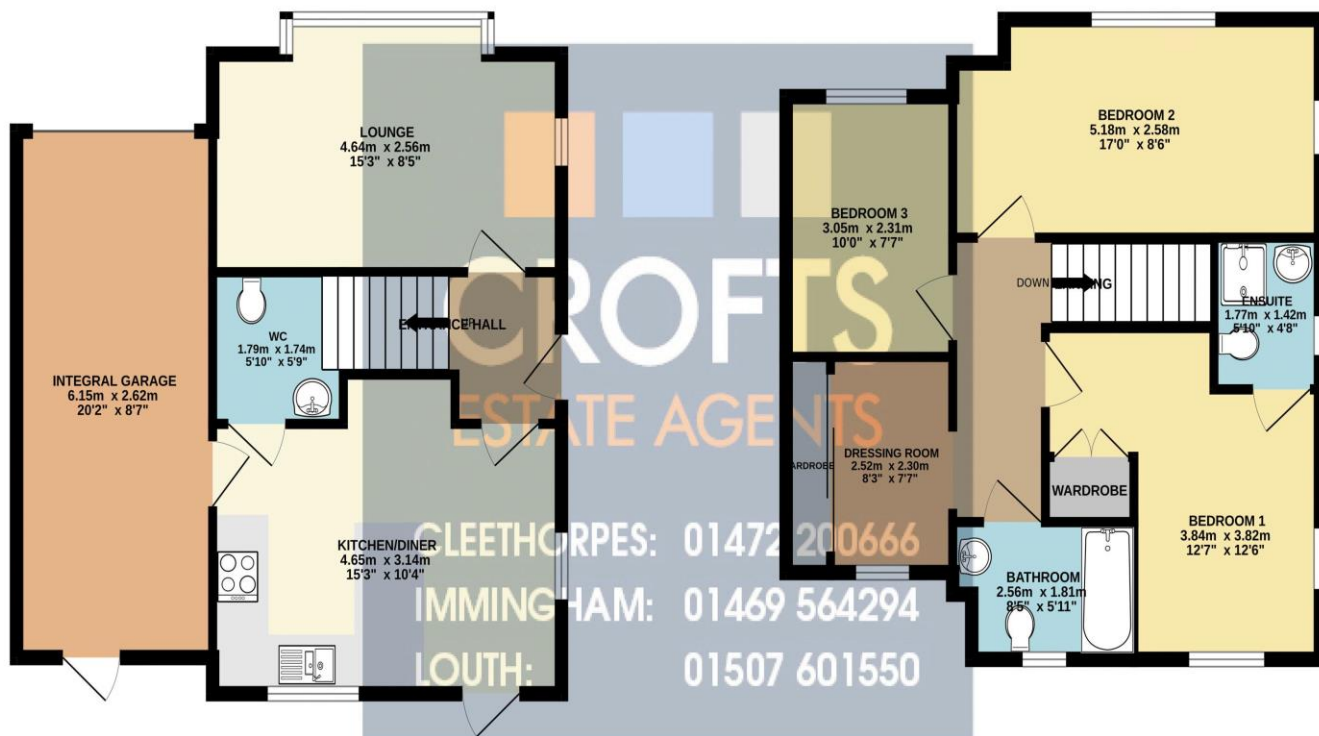 LOUNGE
4.64m x 2.56m
15'3" x 8'5"
WC
1.79m x 1.74m
5'10" x 5'9"
ENTRANCE HALL
INTEGRAL GARAGE
6.15m x 2.62m
20'2" x 8'7"
KITCHEN/DINER
4.65m x 3.14m
15'3" x 10'4"
BEDROOM 2
5.18m x 2.58m
17'0" x 8'6"
BEDROOM 3
3.05m x 2.31m
10'0" x 7'7"
DOWN
LANDING
ENSUITE
1.77m x 1.42m
5'10" x 4'8"
DRESSING ROOM
2.52m x 2.30m
8'3" x 7'7"
WARDROBE
WARDROBE
BEDROOM 1
3.84m x 3.82m
12'7" x 12'6"
BATHROOM
2.56m x 1.81m
8'5" x 5'11"
CROFTS
ESTATE AGENTS
CLEETHORPES: 01472 200666
IMMINGHAM: 01469 564294
LOUTH: 01507 601550